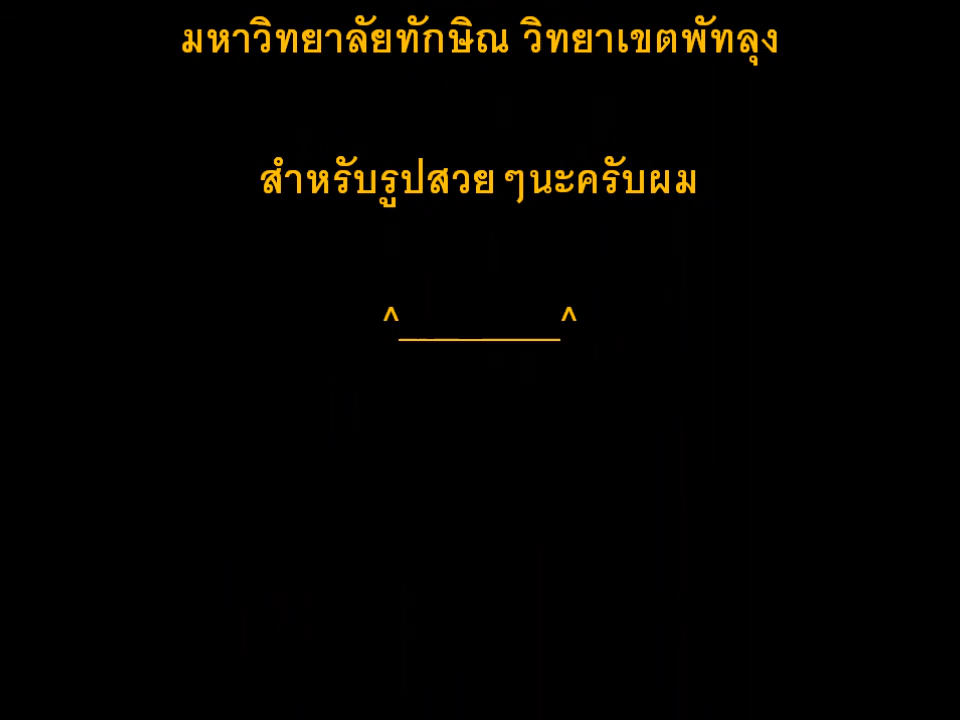 มหาวิทยาลัยทักษิณ วิทยาเขตพัทลุง
สำหรับรูปสวยๆนะครับผม
^________^